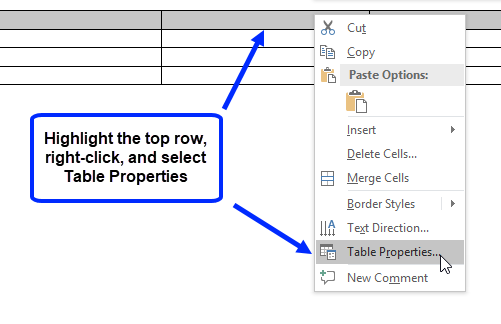 Cut
Copy
Paste Options:
Highlight the top row,
right-click, and select
Table Properties
Insert
Delete Cells...
Merge Cells
Border Styles
Text Direction...
Table Properties...
New Comment